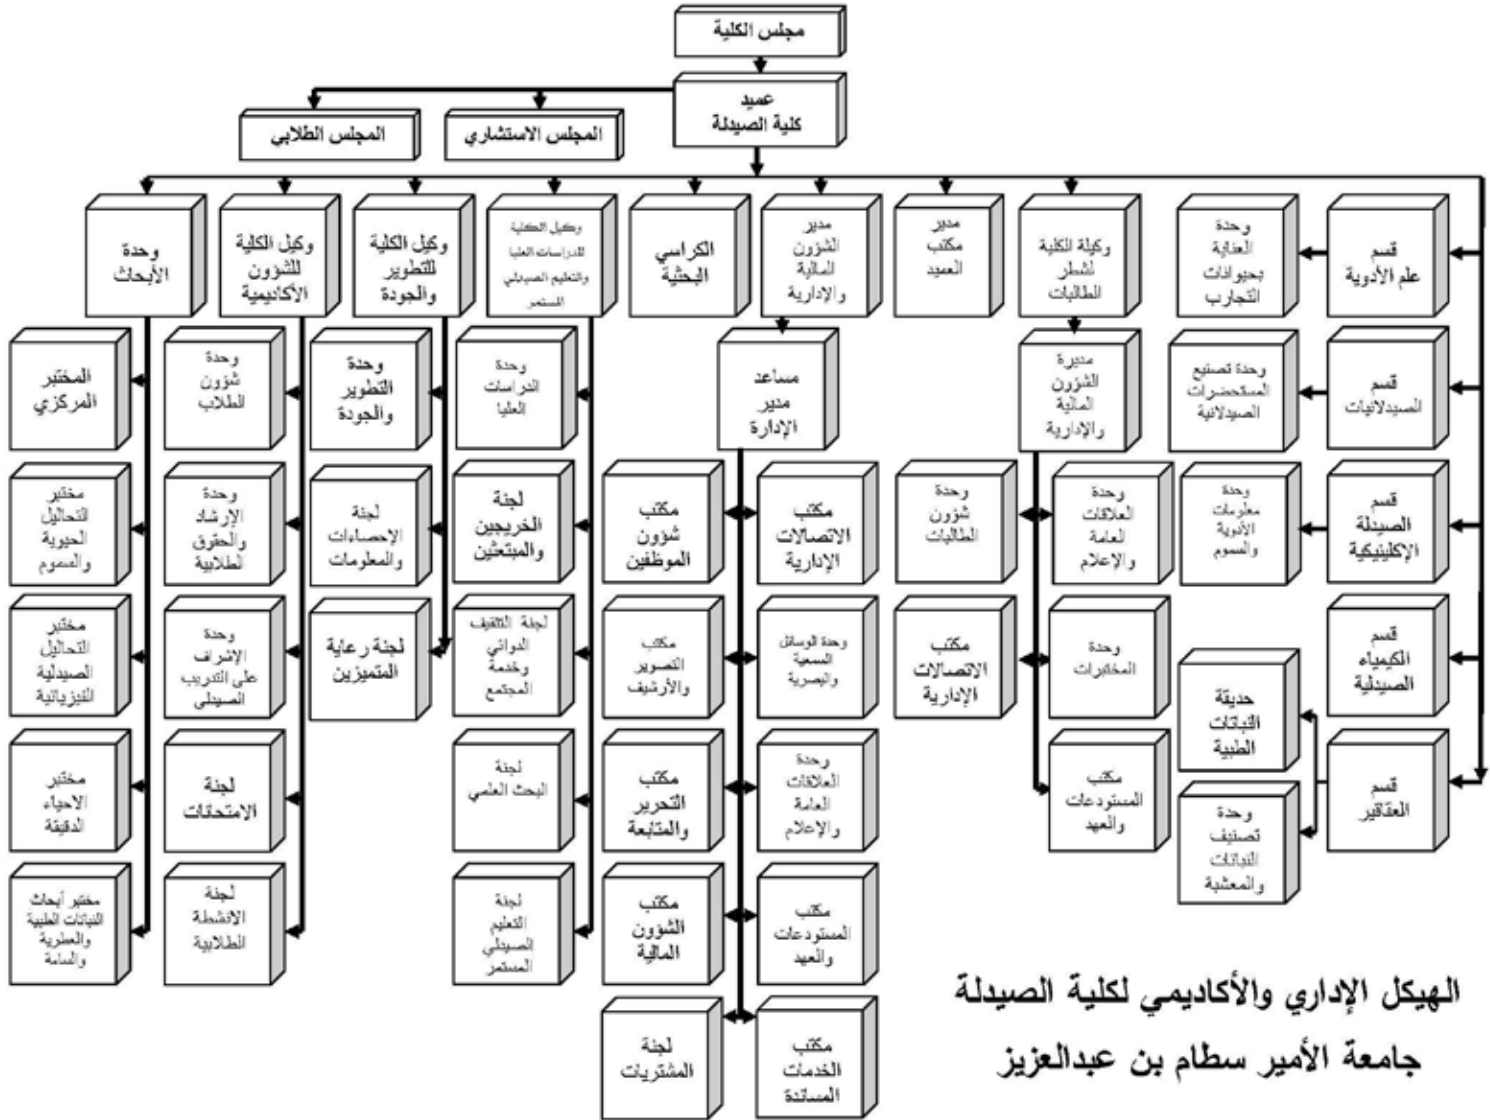 مجلس الكلية
عميد
كلية الصيدلة
المجلس الاستشاري
المجلس الطلابي
قسم
علم الأدوية
وحدة
العناية
بحيوانات
التجارب
وكيلة الكلية
لشطر
الطالبات
مدير
مكتب
العميد
مدير
الشؤون
المالية
والإدارية
الكراسي
البحثية
وكيل الكلية
للدراسات العليا
والتعليم الصيدلي
المستمر
وكيل الكلية
للتطوير
والجودة
وكيل الكلية
للشؤون
الأكاديمية
وحدة
الأبحاث
قسم
الصيدلانيات
وحدة تصنيع
المستحضرات
الصيدلانية
مديرة
الشؤون
المالية
والإدارية
مساعد
مدير
الإدارة
وحدة
الدراسات
العليا
وحدة
التطوير
والجودة
وحدة
شؤون
الطلاب
المختبر
المركزي
قسم
الصيدلة
الإكلينيكية
وحدة
معلومات
الأدوية
والسموم
وحدة
العلاقات
العامة
والإعلام
وحدة
شؤون
الطالبات
مكتب
الاتصالات
الإدارية
مكتب
شؤون
الموظفين
لجنة
الخريجين
والمبتعثين
لجنة
الإحصاءات
والمعلومات
وحدة
الإرشاد
والحقوق
الطلابية
مختبر
التحاليل
الحيوية
والسموم
قسم
الكيمياء
الصيدلية
حديقة
النباتات
الطبية
وحدة
المختبرات
مكتب
الاتصالات
الإدارية
وحدة الوسائل
السمعية
والبصرية
مكتب
التصوير
والأرشيف
لجنة التثقيف
الدوائي
وخدمة
المجتمع
لجنة رعاية
المتميزين
وحدة
الإشراف
على التدريب
الصيدلي
مختبر
التحاليل
الصيدلية
الفيزيائية
قسم
العقاقير
وحدة
تصنيف
النباتات
والمعشبة
مكتب
المستودعات
والعهد
وحدة
العلاقات
العامة
والإعلام
مكتب
التحرير
والمتابعة
لجنة
البحث العلمي
لجنة
الامتحانات
مختبر
الاحياء
الدقيقة
مكتب
المستودعات
والعهد
مكتب
الشؤون
المالية
لجنة
التعليم
الصيدلي
المستمر
لجنة
الانشطة
الطلابية
مختبر أبحاث
النباتات الطبية
والعطرية
والسامة
مكتب
الخدمات
المساندة
لجنة
المشتريات
الهيكل الإداري والأكاديمي لكلية الصيدلة
جامعة الأمير سطام بن عبدالعزيز